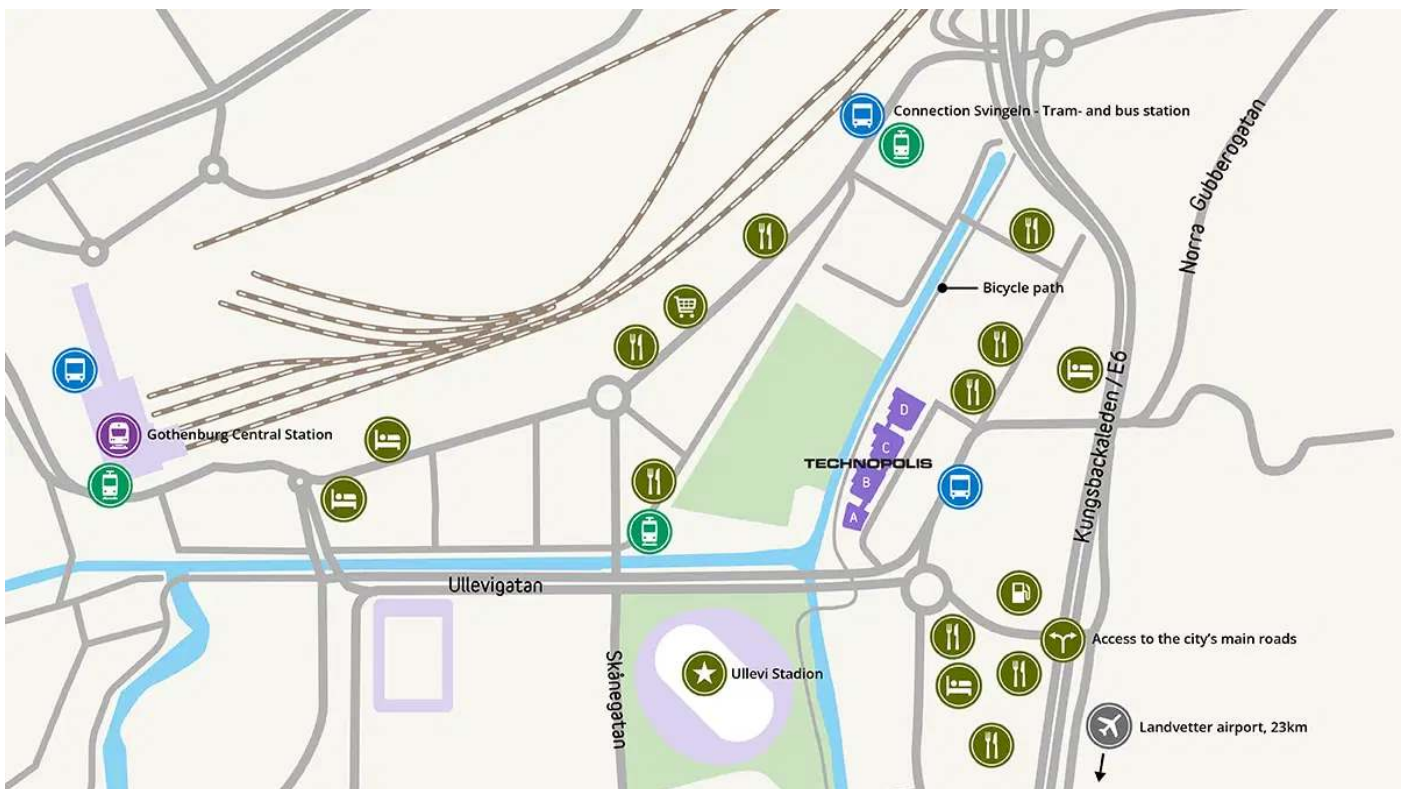 Connection Svingeln - Tram- and bus station
Norra Gubberogatan
Bicycle path
Kungsbackaleden / E6
Gothenburg Central Station
D
C
TECHNOPOLIS
B
A
Ullevigatan
Skånegatan
Ullevi Stadion
Access to the city's main roads
Landvetter airport, 23km